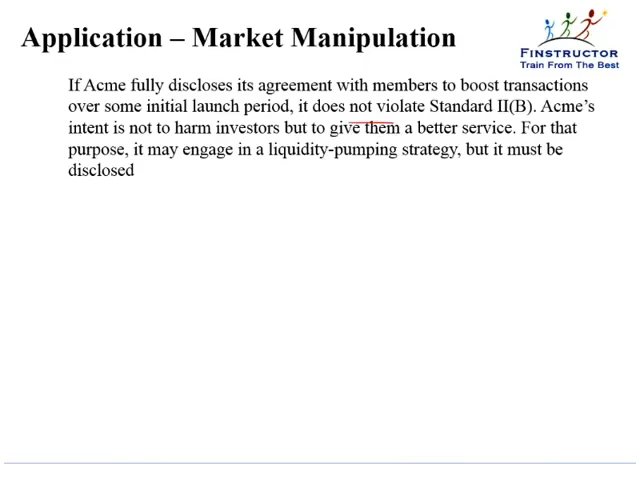 Application – Market Manipulation
FINSTRUCTOR
Train From The Best
If Acme fully discloses its agreement with members to boost transactions
over some initial launch period, it does not violate Standard II(B). Acme’s
intent is not to harm investors but to give them a better service. For that
purpose, it may engage in a liquidity-pumping strategy, but it must be
disclosed